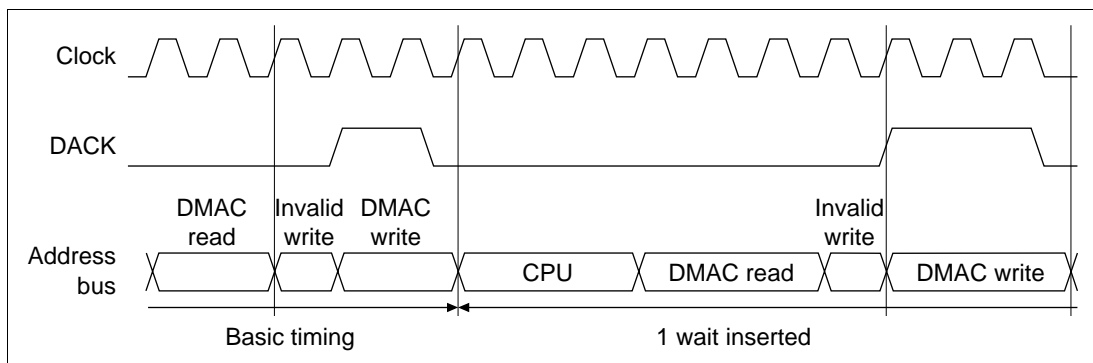 Clock
DACK
DMAC
read
Invalid
write
DMAC
write
Invalid
write
Address
bus
CPU
DMAC read
DMAC write
Basic timing
1 wait inserted